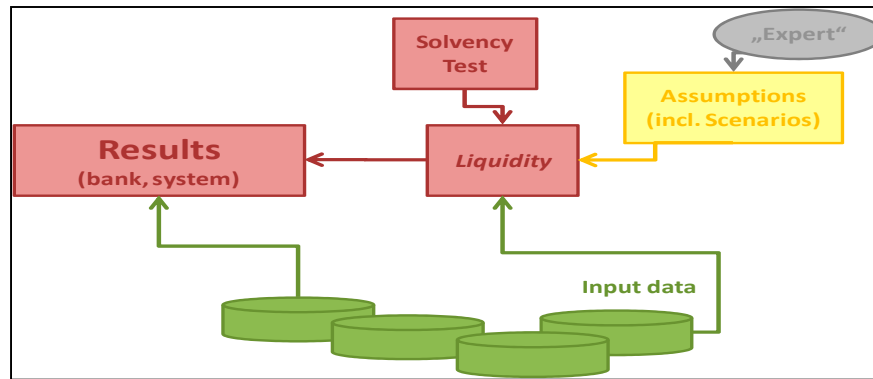 Solvency
Test
„Expert“
Assumptions
(incl. Scenarios)
Results
(bank, system)
Liquidity
Input data